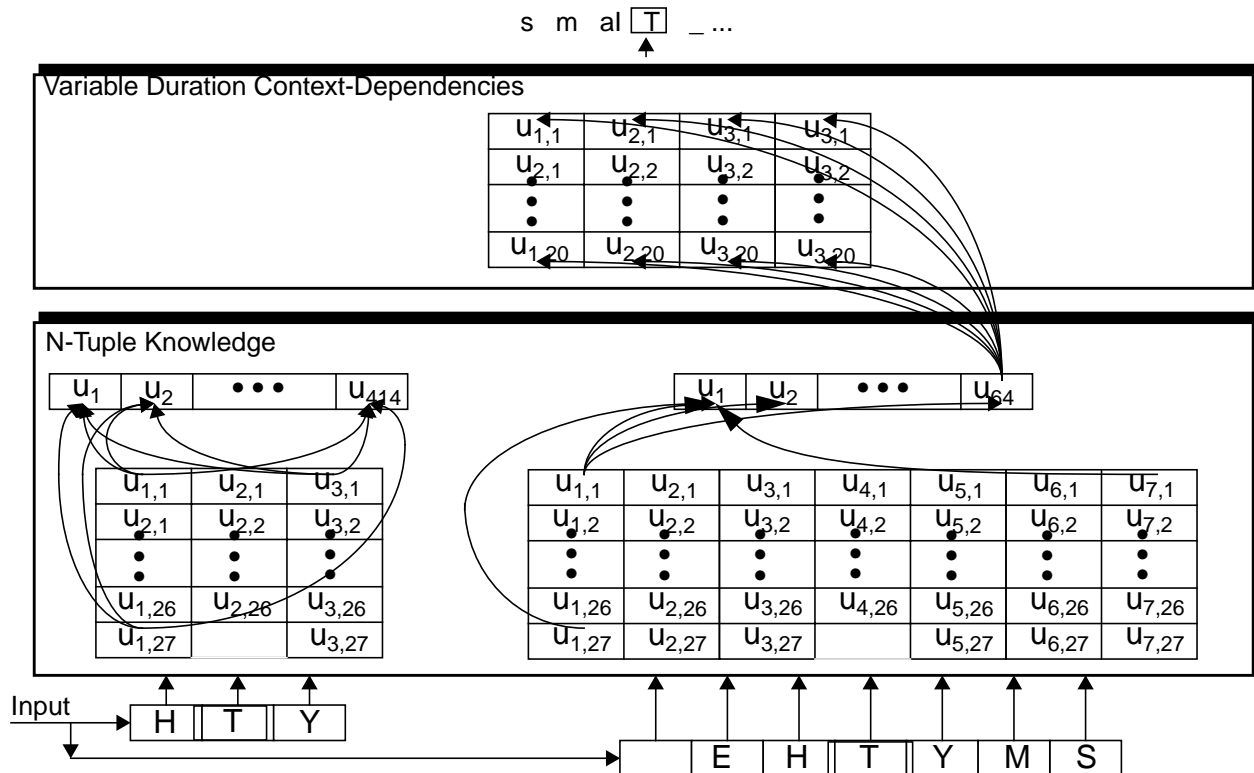 s m al T _ ...
Variable Duration Context-Dependencies
u1,1 u2,1 u3,1 u3,1
u2,1 u2,2 u3,2 u3,2
u1,20 u2,20 u3,20 u3,20
N-Tuple Knowledge
u1 u2 • • • u414
u1 u2 • • • u64
u1,1 u2,1 u3,1
u2,1 u2,2 u3,2
u1,26 u2,26 u3,26
u1,27 u3,27
u1,1 u2,1 u3,1 u4,1 u5,1 u6,1 u7,1
u1,2 u2,2 u3,2 u4,2 u5,2 u6,2 u7,2
u1,26 u2,26 u3,26 u4,26 u5,26 u6,26 u7,26
u1,27 u2,27 u3,27 u5,27 u6,27 u7,27
Input
H T Y
E H T Y M S